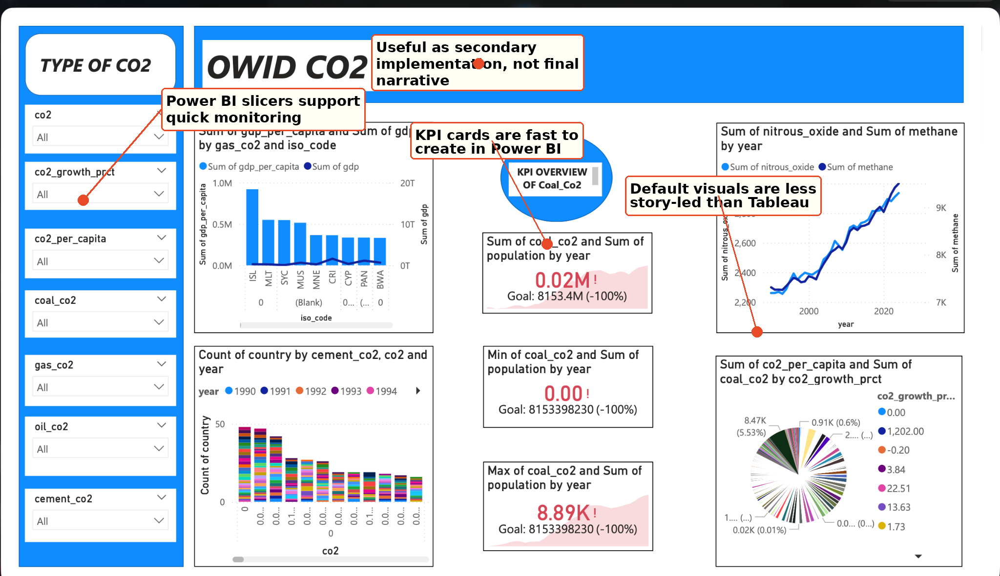 TYPE OF CO2
OWID CO2
Useful as secondary
implementation, not final
narrative
Power BI slicers support
quick monitoring
KPI cards are fast to
create in Power BI
Default visuals are less
story-led than Tableau
co2
All
co2_growth_prct
All
co2_per_capita
All
coal_co2
All
gas_co2
All
oil_co2
All
cement_co2
All
Sum of gdp_per_capita and Sum of gdp
by gas_co2 and iso_code
Sum of gdp_per_capita
Sum of gdp
Sum of gdp_per_capita
1.0M
0.5M
0.0M
20T
10T
0T
Sum of gdp
ISL
MLT
SYC
MUS
MNE
CRI
CYP
PAN
BWA
0
(Blank)
0...
(...
0
iso_code
KPI OVERVIEW
OF Coal_Co2
Sum of coal_co2 and Sum of
population by year
0.02M!
Goal: 8153.4M (-100%)
Min of coal_co2 and Sum of
population by year
0.00!
Goal: 8153398230 (-100%)
Max of coal_co2 and Sum of
population by year
8.89K!
Goal: 8153398230 (-100%)
Sum of nitrous_oxide and Sum of methane
by year
Sum of nitrous_oxide
Sum of methane
Sum of nitrous_ox
2,600
2,400
2,200
9K
8K
7K
Sum of methane
2000
2020
year
Count of country by cement_co2, co2 and
year
year
1990
1991
1992
1993
1994
Count of country
50
0
0
0.0...
0.0...
0.1...
0.0...
0.0...
0.0...
0.0...
0.1...
0.0...
0.0...
0.0...
0
co2
Sum of co2_per_capita and Sum of
coal_co2 by co2_growth_prct
co2_growth_pr...
0.00
1,202.00
-0.20
3.84
22.51
13.63
1.73
8.47K
(5.53%)
0.91K (0.6%)
2.... (...)
1.... (...)
0.02K (0.01%)
0.0... (0...)